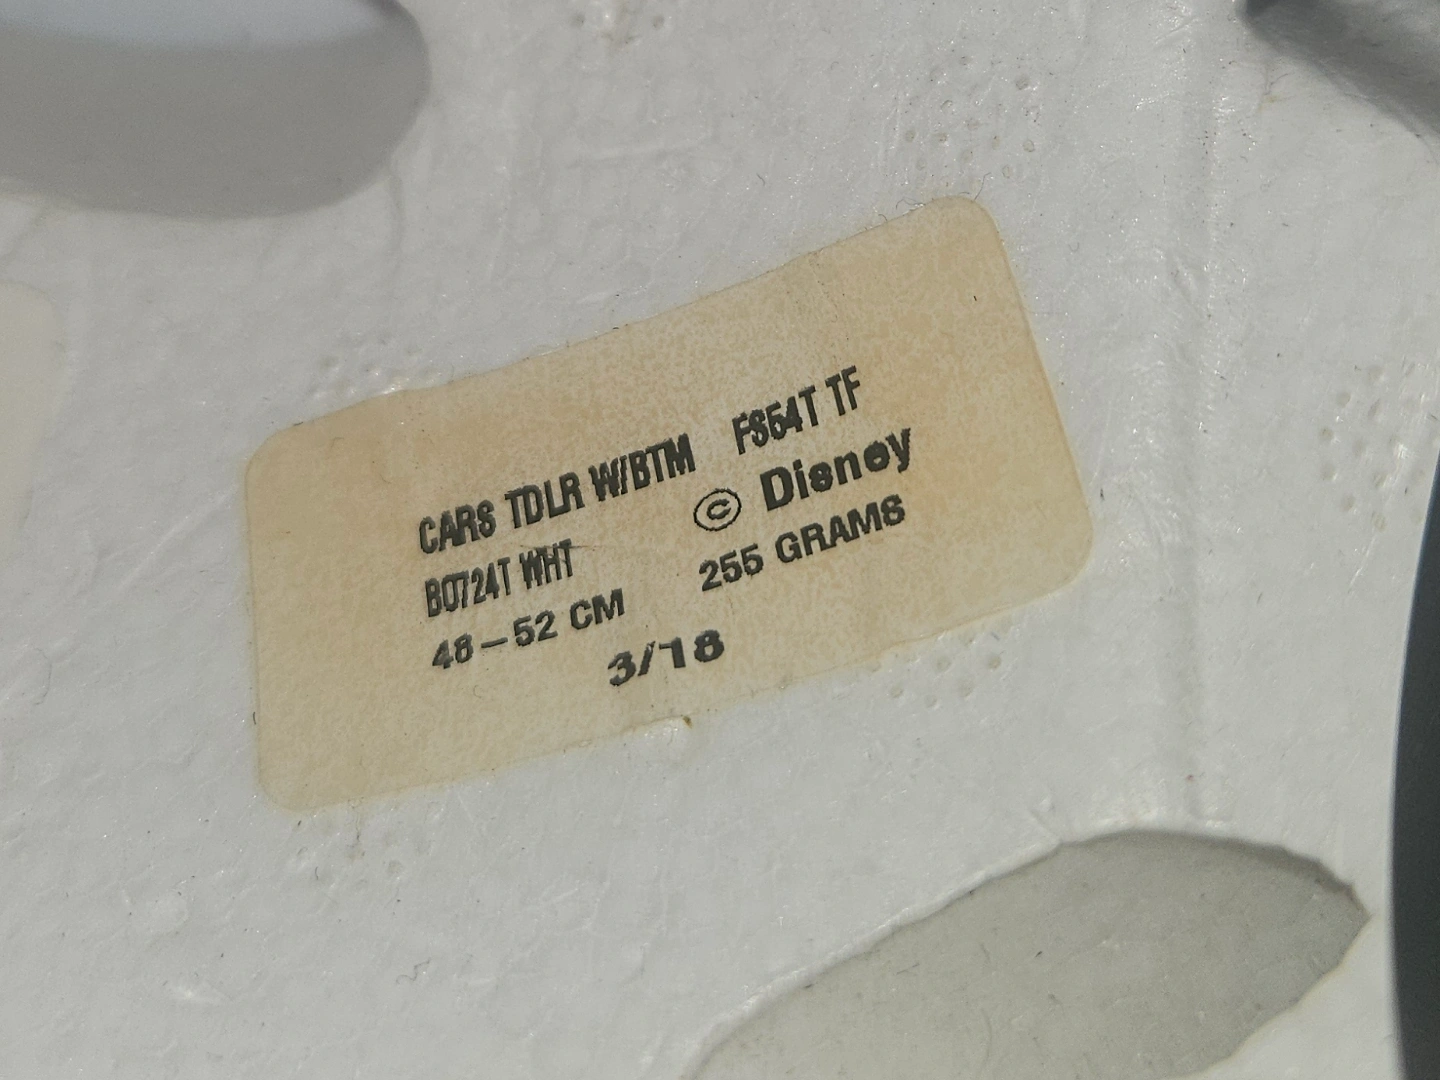 CARS TDLR W/BTM FS54T TF
© Disney
B0724T WHT
48-52 CM 255 GRAMS
3/18